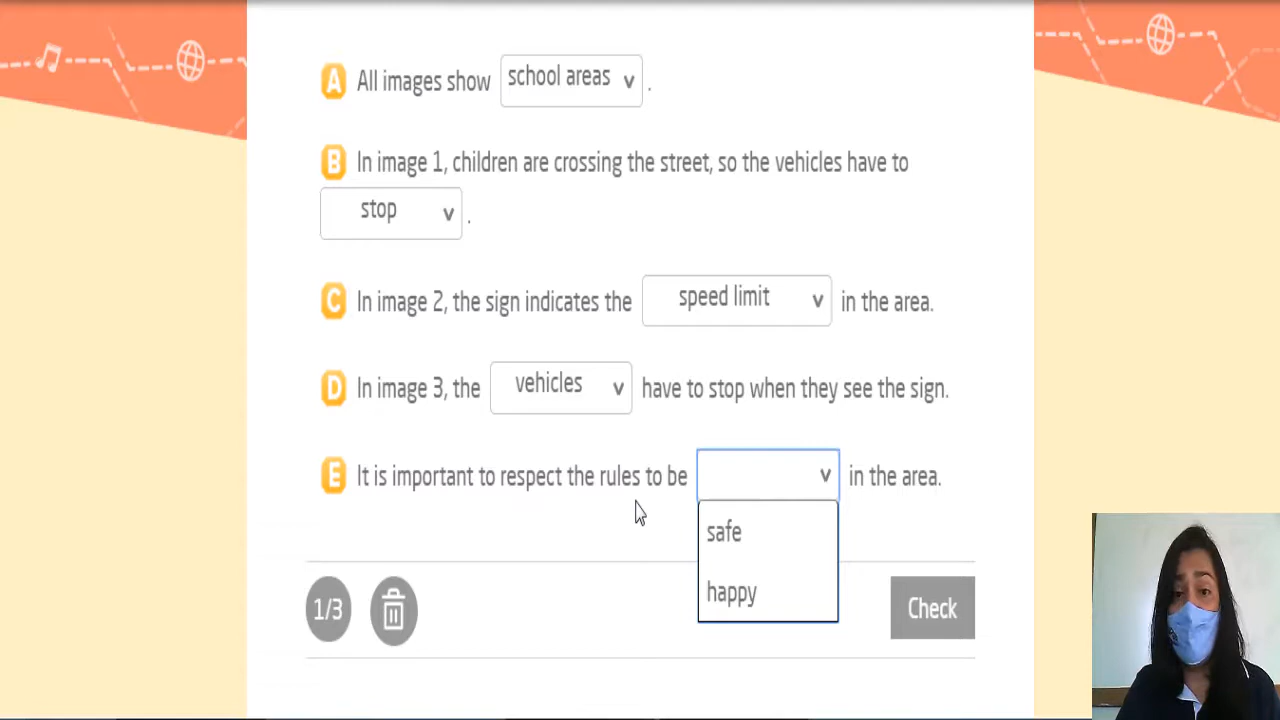 A All images show school areas .
B In image 1, children are crossing the street, so the vehicles have to
stop .
C In image 2, the sign indicates the speed limit in the area.
D In image 3, the vehicles have to stop when they see the sign.
E It is important to respect the rules to be in the area.
safe
happy
1/3 Check